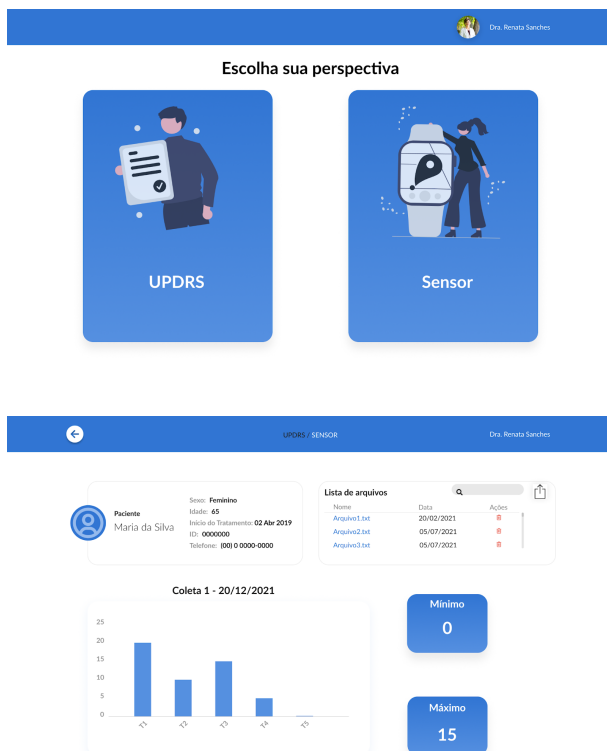 Dra. Renata Sanches
Escolha sua perspectiva
UPDRS
Sensor
UPDRS / SENSOR
Dra. Renata Sanches
Paciente
Maria da Silva
Sexo: Feminino
Idade: 65
Início do Tratamento: 02 Abr 2019
ID: 0000000
Telefone: (00) 0 0000-0000
Lista de arquivos
Nome Data Ações
Arquivo1.txt 20/02/2021
Arquivo2.txt 05/07/2021
Arquivo3.txt 05/07/2021
Coleta 1 - 20/12/2021
25
20
15
10
5
0
T1 T2 T3 T4 T5
Mínimo
0
Máximo
15